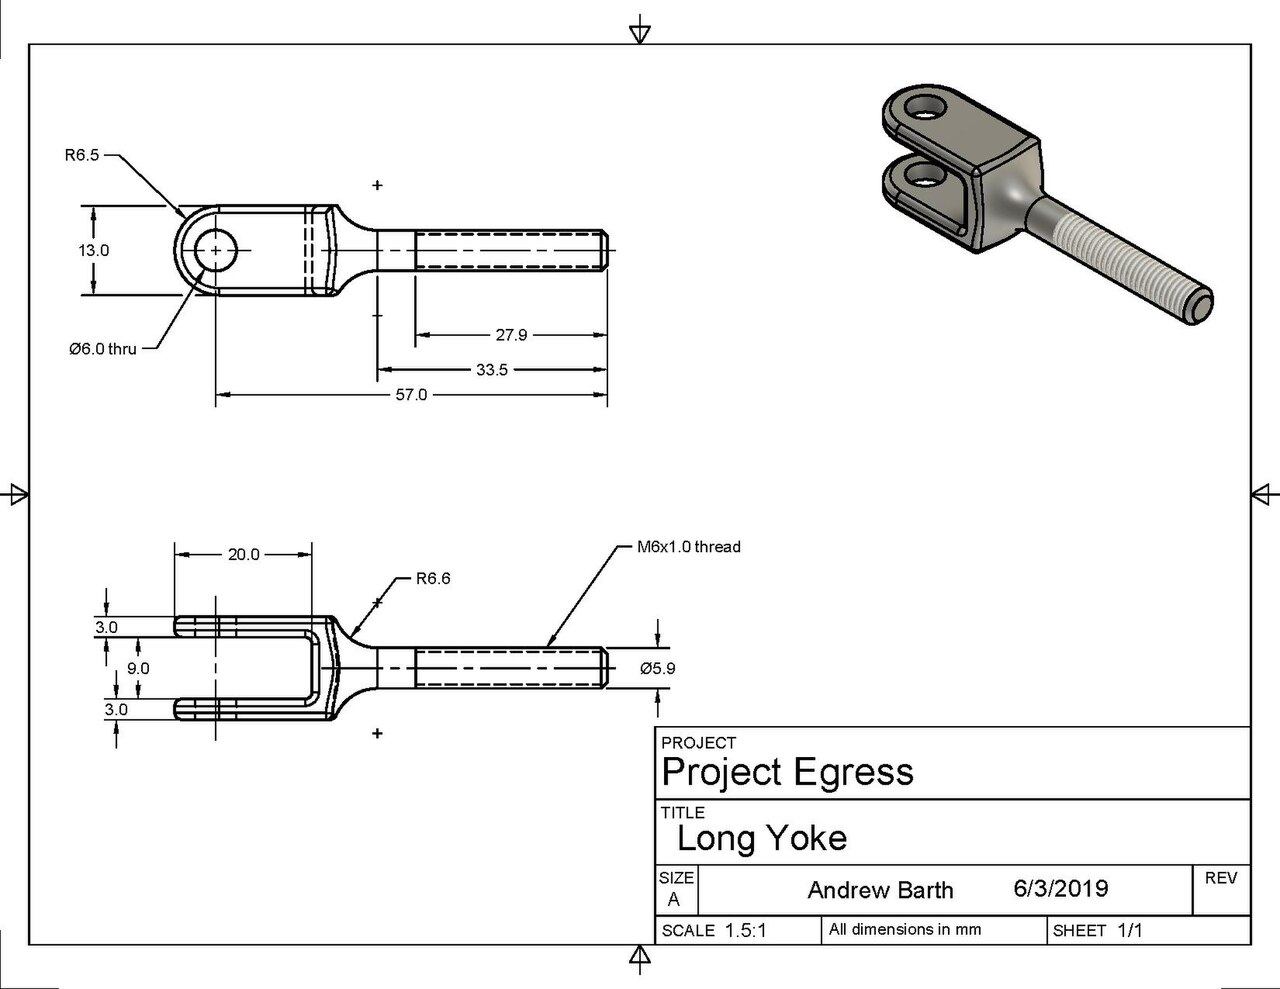 R6.5
13.0
Ø6.0 thru
27.9
33.5
57.0
20.0
M6x1.0 thread
R6.6
3.0
9.0
3.0
Ø5.9
PROJECT
Project Egress
TITLE
Long Yoke
SIZE
A
Andrew Barth
6/3/2019
REV
SCALE 1.5:1
All dimensions in mm
SHEET 1/1